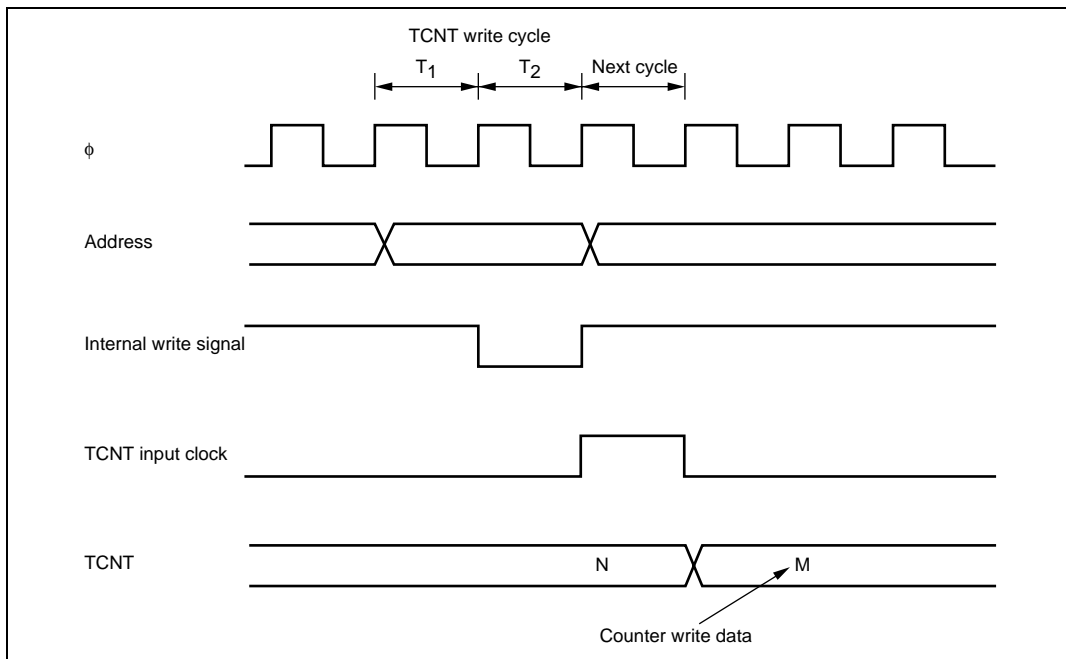 TCNT write cycle
T1 T2 Next cycle
ϕ
Address
Internal write signal
TCNT input clock
TCNT N M
Counter write data